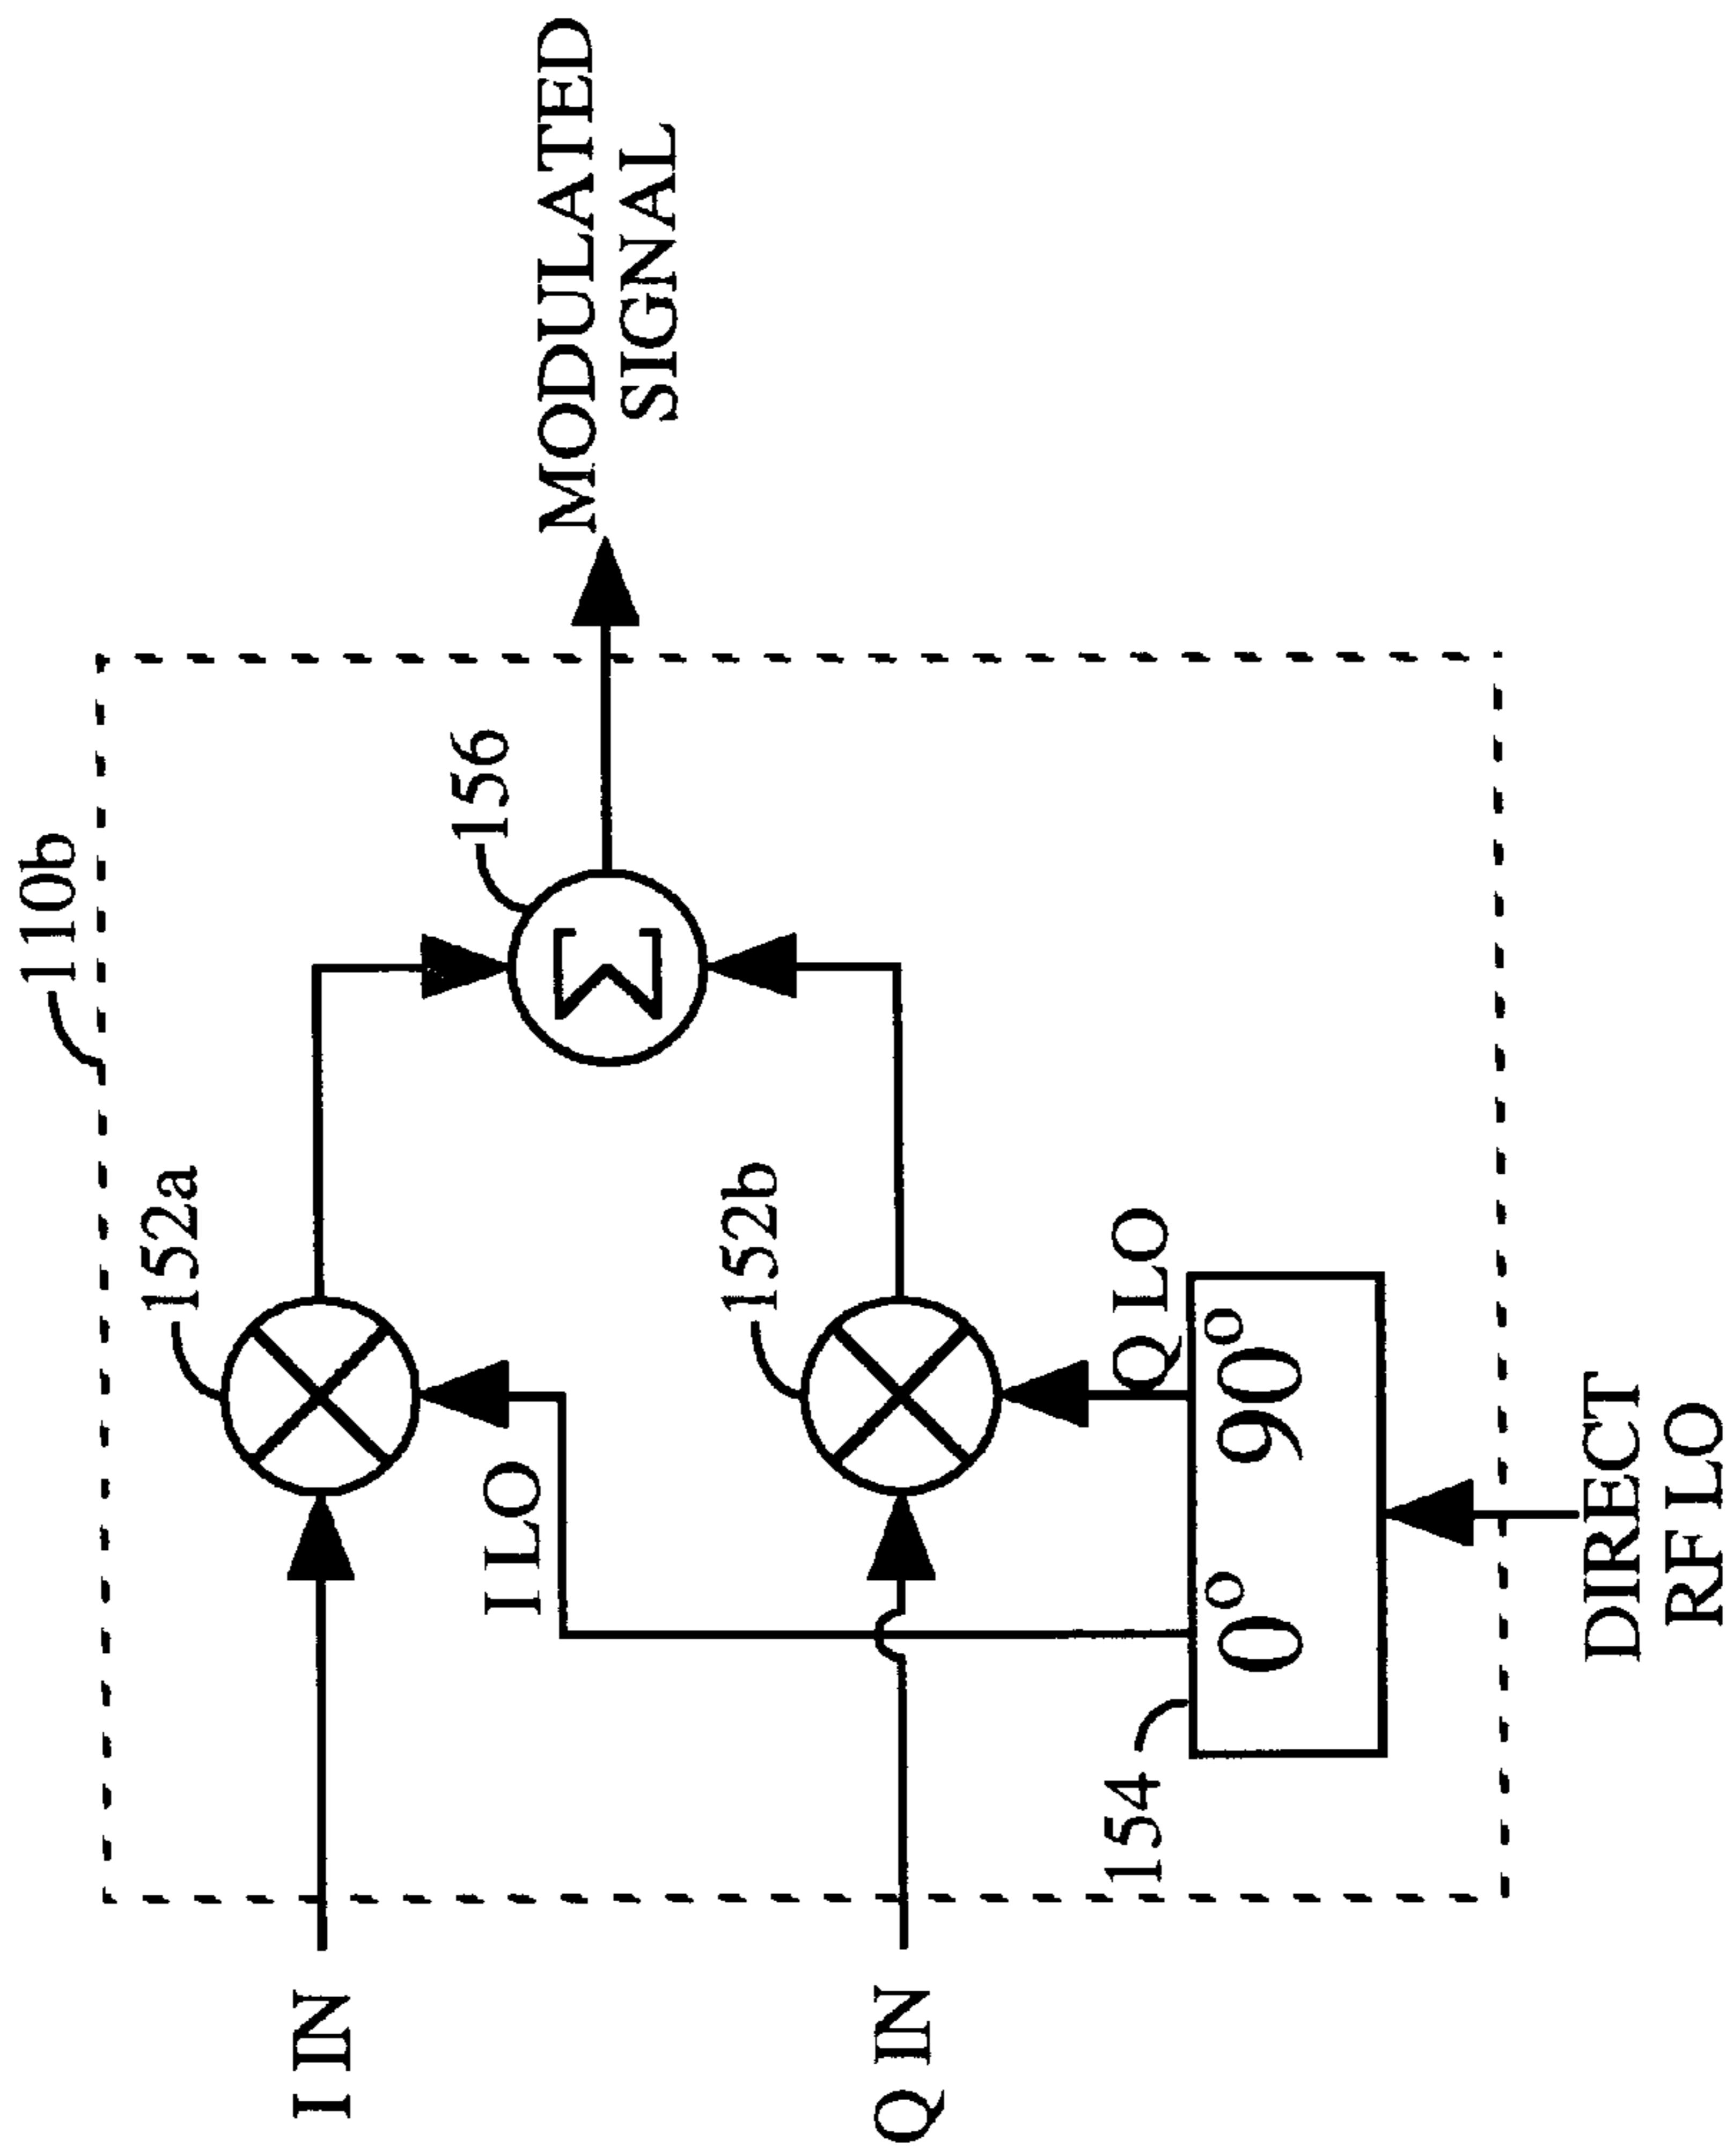 110b
152a
156
I IN
I LO
MODULATED
SIGNAL
Σ
152b
Q IN
Q LO
154
0° 90°
DIRECT
RF LO